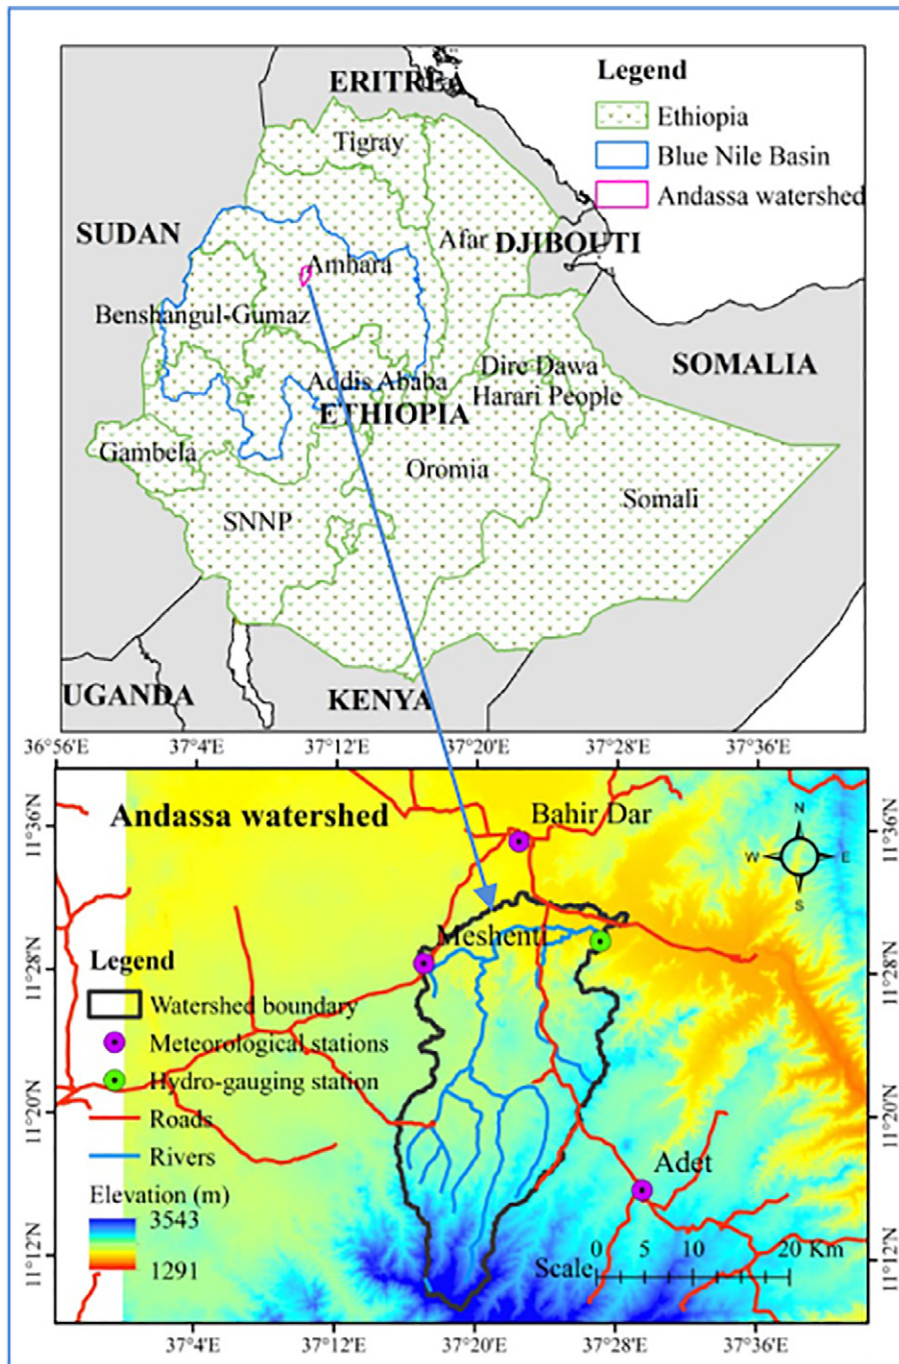 ERITREA
Legend
Ethiopia
Blue Nile Basin
Andassa watershed
Tigray
SUDAN
Afar
DJIBOUTI
Amhara
Benshangul-Gumaz
SOMALIA
Dire Dawa
Addis Ababa
Harari People
ETHIOPIA
Gambela
Oromia
Somali
SNNP
UGANDA
KENYA
36°56'E 37°4'E 37°12'E 37°20'E 37°28'E 37°36'E
Andassa watershed
Bahir Dar
N
W E
S
11°36'N
11°36'N
Meshenti
11°28'N
11°28'N
Legend
Watershed boundary
Meteorological stations
Hydro-gauging station
Roads
Rivers
Elevation (m)
3543
1291
11°20'N
11°20'N
Adet
0 5 10 20 Km
Scale
11°12'N
11°12'N
37°4'E 37°12'E 37°20'E 37°28'E 37°36'E